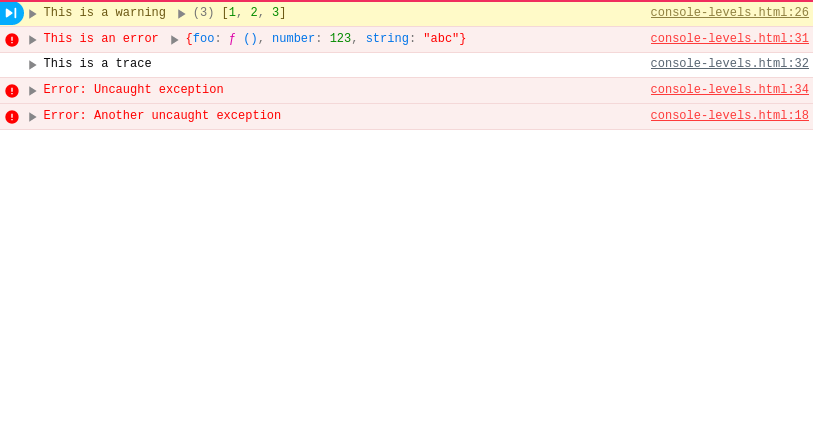 This is a warning (3) [1, 2, 3] console-levels.html:26
This is an error {foo: ƒ (), number: 123, string: "abc"} console-levels.html:31
This is a trace console-levels.html:32
Error: Uncaught exception console-levels.html:34
Error: Another uncaught exception console-levels.html:18